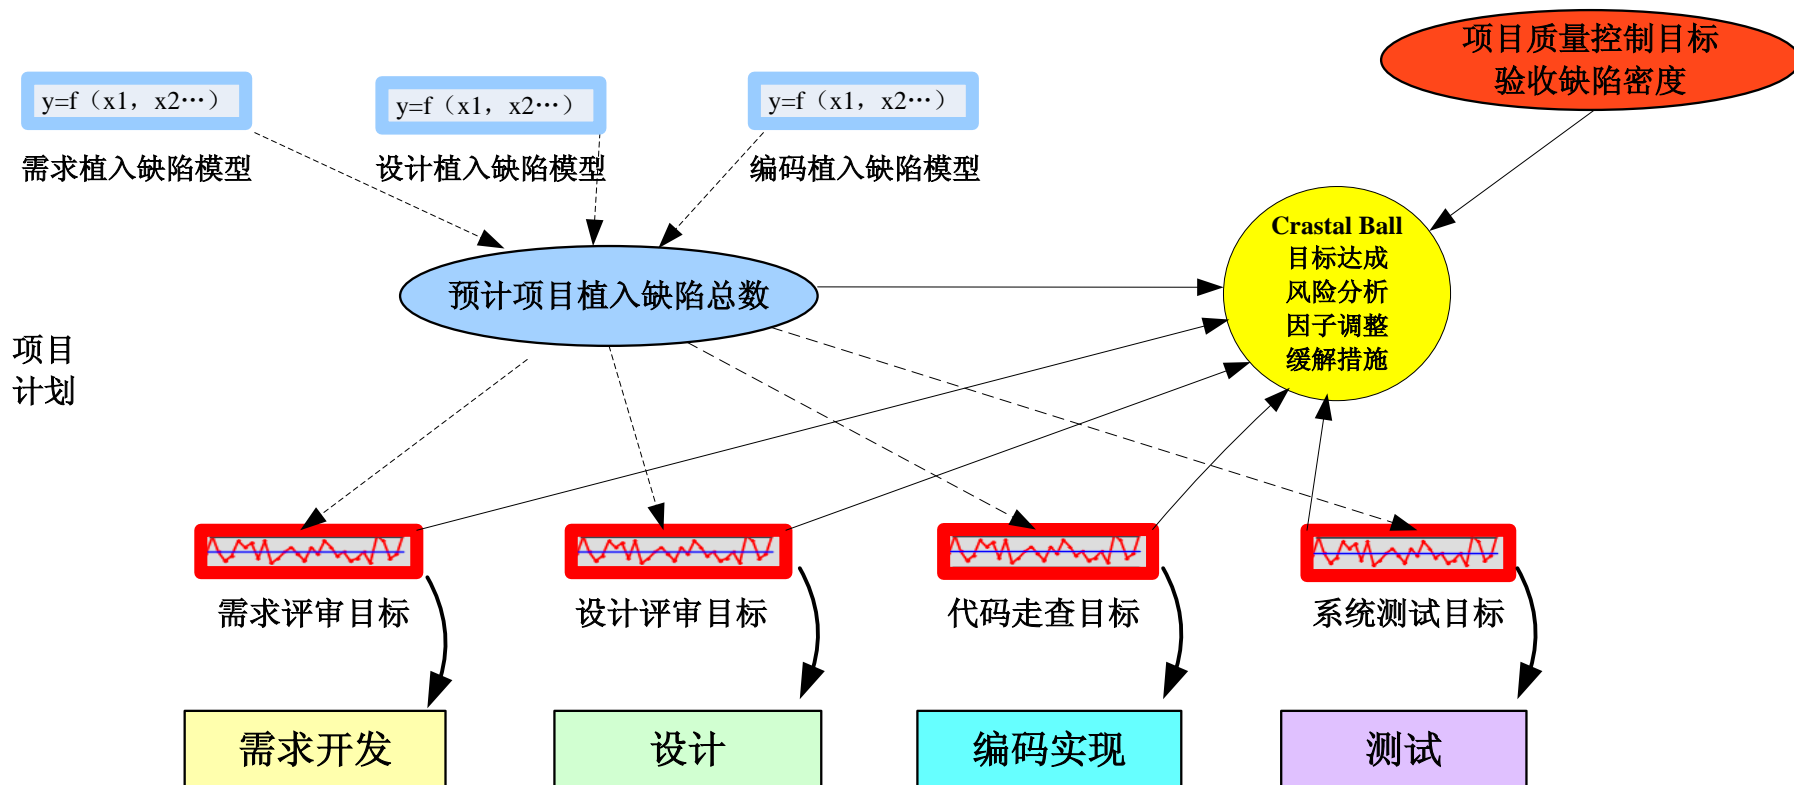 项目质量控制目标
验收缺陷密度
y=f（x1，x2…）
y=f（x1，x2…）
y=f（x1，x2…）
需求植入缺陷模型
设计植入缺陷模型
编码植入缺陷模型
Crastal Ball
目标达成
风险分析
因子调整
缓解措施
预计项目植入缺陷总数
项目
计划
需求评审目标
设计评审目标
代码走查目标
系统测试目标
需求开发
设计
编码实现
测试